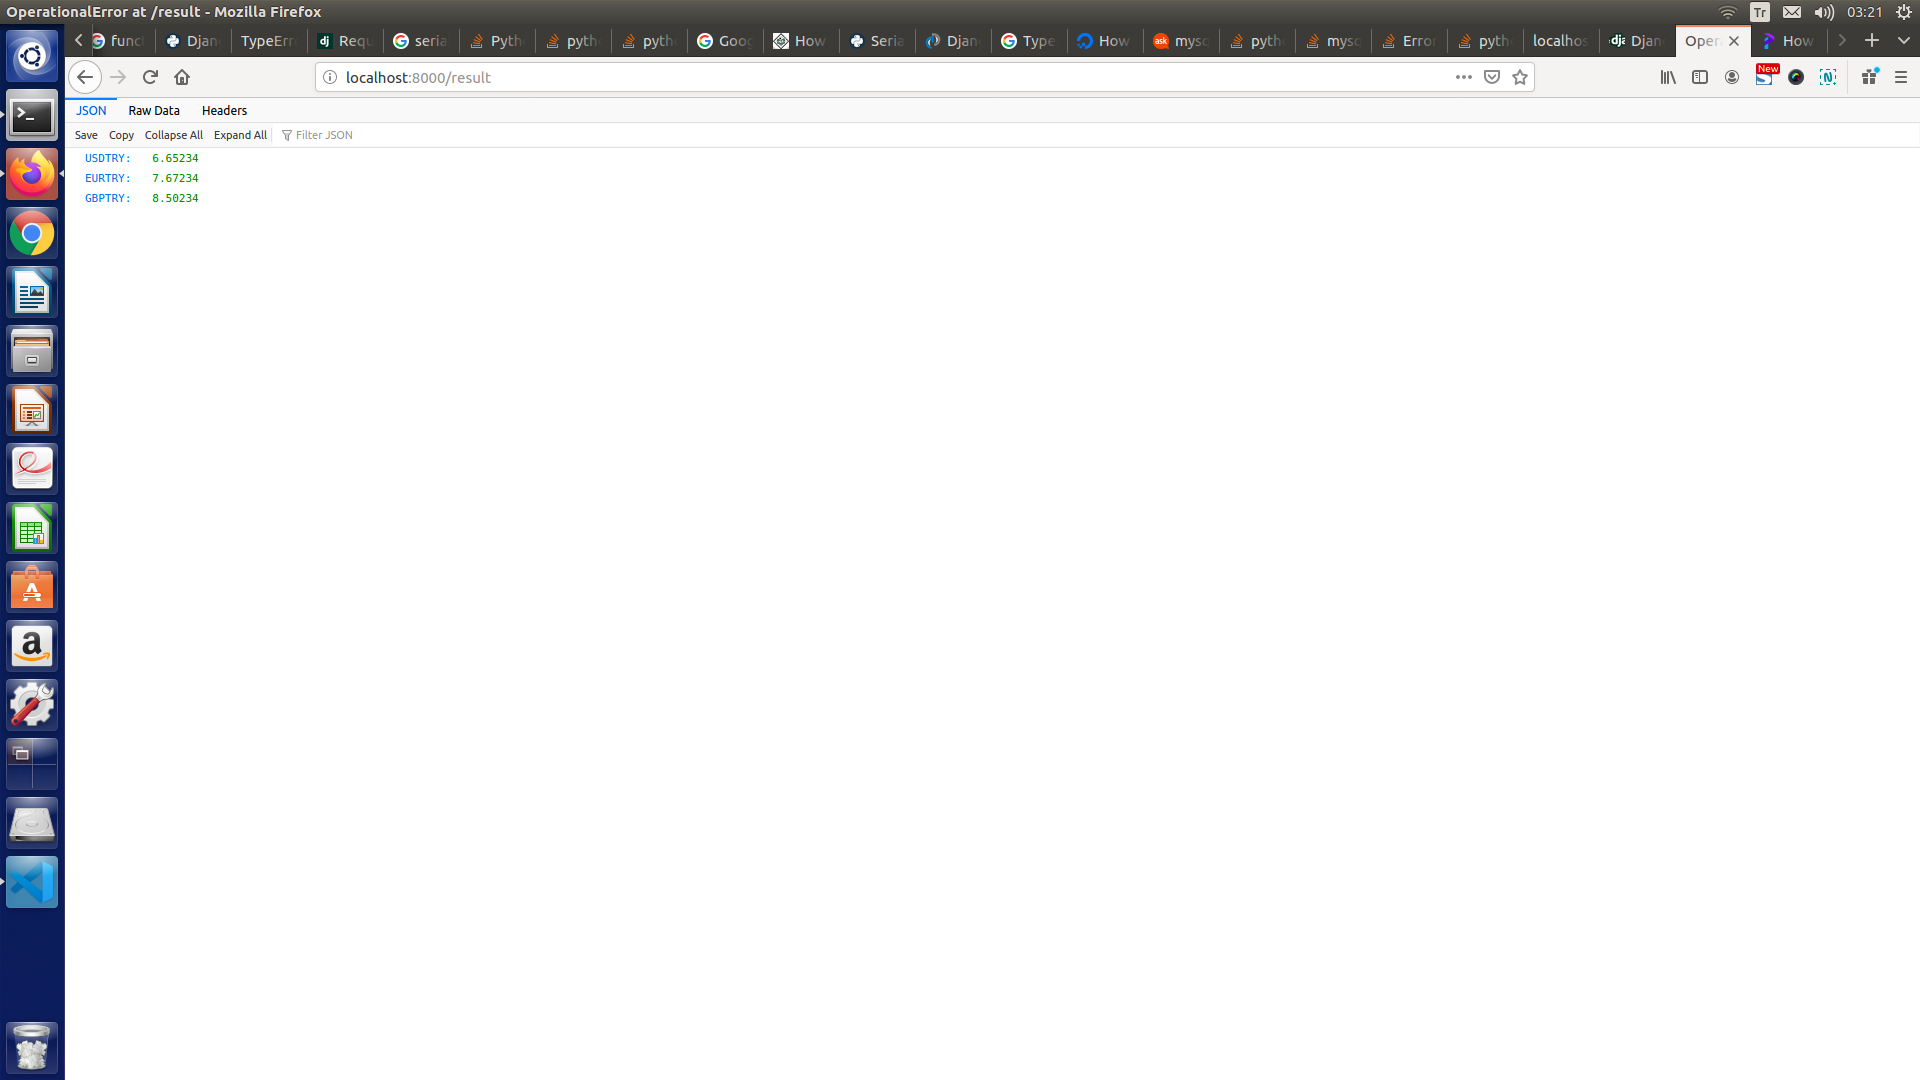 OperationalError at /result - Mozilla Firefox
Tr
03:21
func
Djan
TypeErr
Requ
seria
Pyth
pyth
pyth
Goog
How
Seria
Djan
Type
How
mysq
pyth
mysq
Error
pyth
localhos
Djan
Oper
How
localhost:8000/result
New
JSON Raw Data Headers
Save Copy Collapse All Expand All Filter JSON
USDTRY: 6.65234
EURTRY: 7.67234
GBPTRY: 8.50234